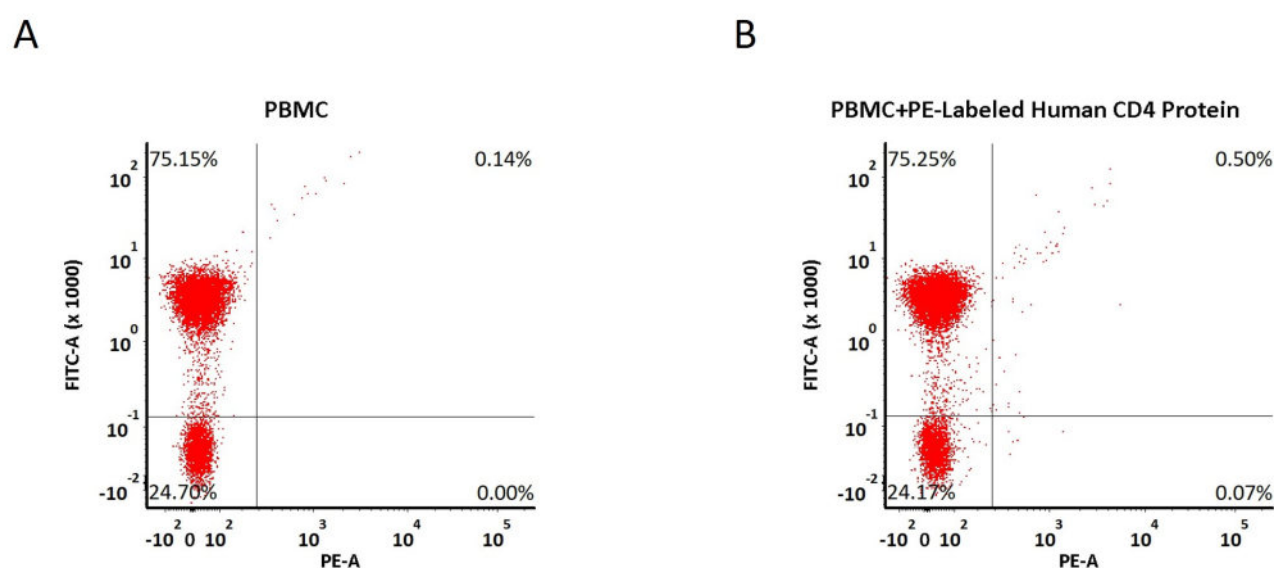 A
PBMC
75.15%
0.14%
10^2
10^1
10^0
-1
10
-10^-2
FITC-A (x 1000)
24.70%
0.00%
-10^2 0 10^2 10^3 10^4 10^5
PE-A
B
PBMC+PE-Labeled Human CD4 Protein
75.25%
0.50%
10^2
10^1
10^0
-1
10
-10^-2
FITC-A (x 1000)
24.17%
0.07%
-10^2 0 10^2 10^3 10^4 10^5
PE-A